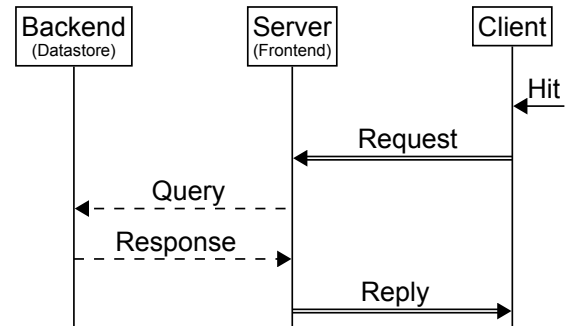 Backend
(Datastore)
Server
(Frontend)
Client
Hit
Request
Query
Response
Reply